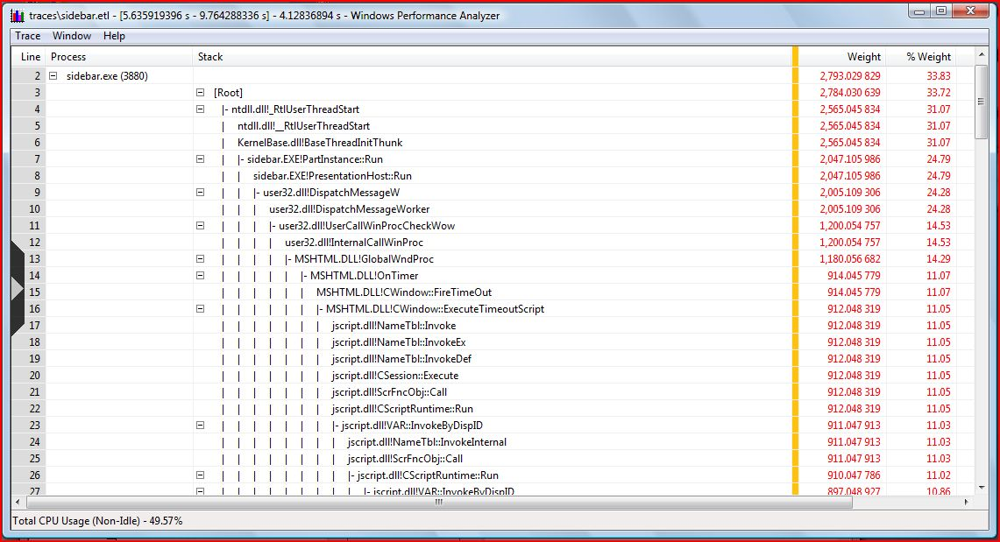 traces\sidebar.etl - [5.635919396 s - 9.764288336 s] - 4.12836894 s - Windows Performance Analyzer
Trace Window Help
Line Process Stack Weight % Weight
2 sidebar.exe (3880) 2,793.029 829 33.83
3 [Root] 2,784.030 639 33.72
4 |- ntdll.dll!_RtlUserThreadStart 2,565.045 834 31.07
5 | ntdll.dll!__RtlUserThreadStart 2,565.045 834 31.07
6 | KernelBase.dll!BaseThreadInitThunk 2,565.045 834 31.07
7 | |- sidebar.EXE!PartInstance::Run 2,047.105 986 24.79
8 | | sidebar.EXE!PresentationHost::Run 2,047.105 986 24.79
9 | | |- user32.dll!DispatchMessageW 2,005.109 306 24.28
10 | | | user32.dll!DispatchMessageWorker 2,005.109 306 24.28
11 | | | |- user32.dll!UserCallWinProcCheckWow 1,200.054 757 14.53
12 | | | | user32.dll!InternalCallWinProc 1,200.054 757 14.53
13 | | | | |- MSHTML.DLL!GlobalWndProc 1,180.056 682 14.29
14 | | | | | |- MSHTML.DLL!OnTimer 914.045 779 11.07
15 | | | | | | MSHTML.DLL!CWindow::FireTimeOut 914.045 779 11.07
16 | | | | | | |- MSHTML.DLL!CWindow::ExecuteTimeoutScript 912.048 319 11.05
17 | | | | | | | jscript.dll!NameTbl::Invoke 912.048 319 11.05
18 | | | | | | | jscript.dll!NameTbl::InvokeEx 912.048 319 11.05
19 | | | | | | | jscript.dll!NameTbl::InvokeDef 912.048 319 11.05
20 | | | | | | | jscript.dll!CSession::Execute 912.048 319 11.05
21 | | | | | | | jscript.dll!ScrFncObj::Call 912.048 319 11.05
22 | | | | | | | jscript.dll!CScriptRuntime::Run 912.048 319 11.05
23 | | | | | | | |- jscript.dll!VAR::InvokeByDispID 911.047 913 11.03
24 | | | | | | | | jscript.dll!NameTbl::InvokeInternal 911.047 913 11.03
25 | | | | | | | | jscript.dll!ScrFncObj::Call 911.047 913 11.03
26 | | | | | | | | |- jscript.dll!CScriptRuntime::Run 910.047 786 11.02
27 | | | | | | | | | |- jscript.dll!VAR::InvokeByDispID 897.048 927 10.86
Total CPU Usage (Non-Idle) - 49.57%